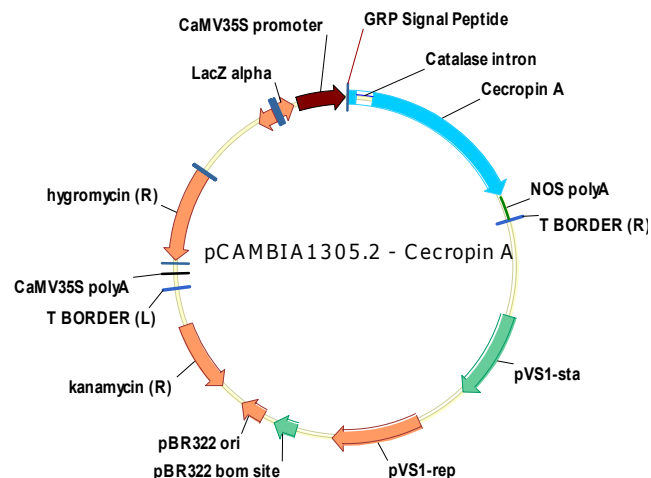 CaMV35S promoter
GRP Signal Peptide
LacZ alpha
Catalase intron
Cecropin A
hygromycin (R)
NOS polyA
T BORDER (R)
pCAMBIA1305.2 - Cecropin A
CaMV35S polyA
T BORDER (L)
kanamycin (R)
pVS1-sta
pBR322 ori
pBR322 bom site
pVS1-rep